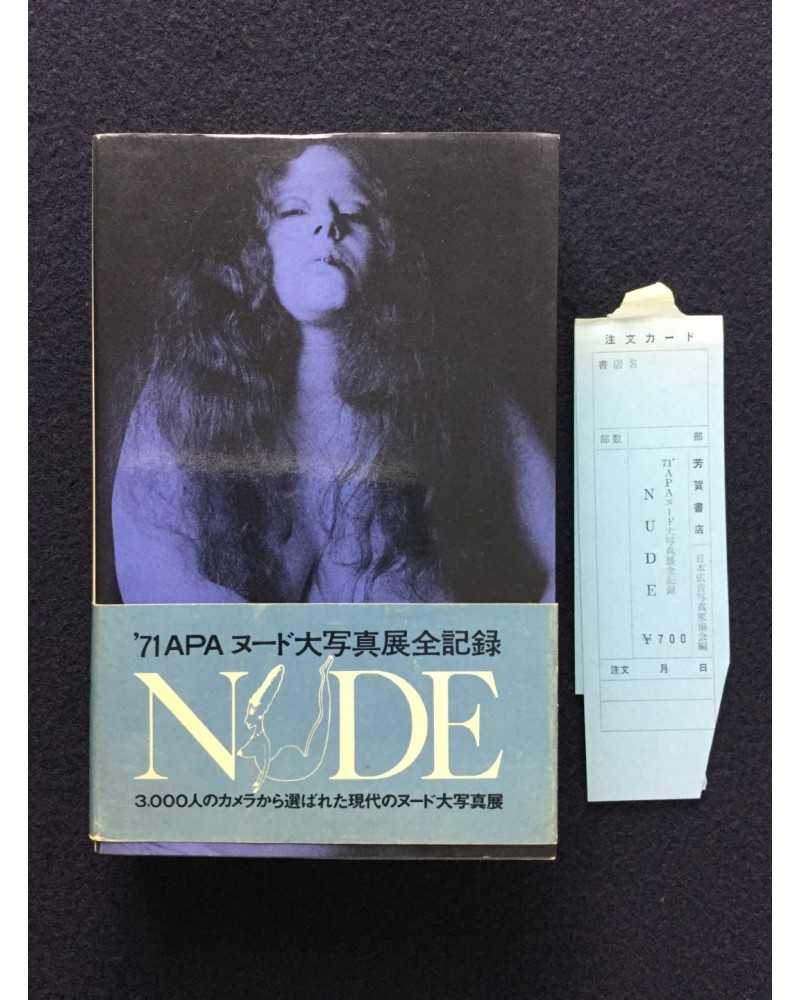 '71 APA ヌード大写真展全記録
NUDE
3.000人のカメラから選ばれた現代のヌード大写真展
注文カード
書店名
部数 部
芳賀書店
日本広告写真家協会編
'71 APAヌード大写真展全記録
NUDE
¥700
注文 月 日